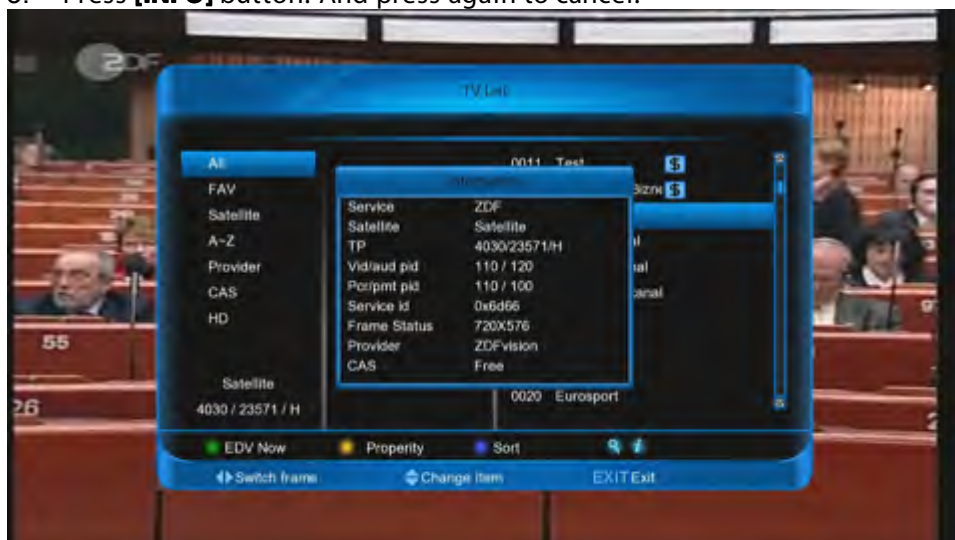 Press [INFO] button. And press again to cancel.
ZDF
TV List
All
FAV
Satellite
A~Z
Provider
CAS
HD
Satellite
4030 / 23571 / H
0011 Test $
$
Information
Service ZDF
Satellite Satellite
TP 4030/23571/H
Vid/aud pid 110 / 120
Pcr/pmt pid 110 / 100
Service id 0x6d66
Frame Status 720X576
Provider ZDFvision
CAS Free
0020 Eurosport
EDV Now Properity Sort
Switch frame Change Item EXIT Exit
55
26